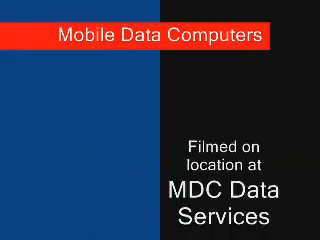 Mobile Data Computers
Filmed on
location at
MDC Data
Services